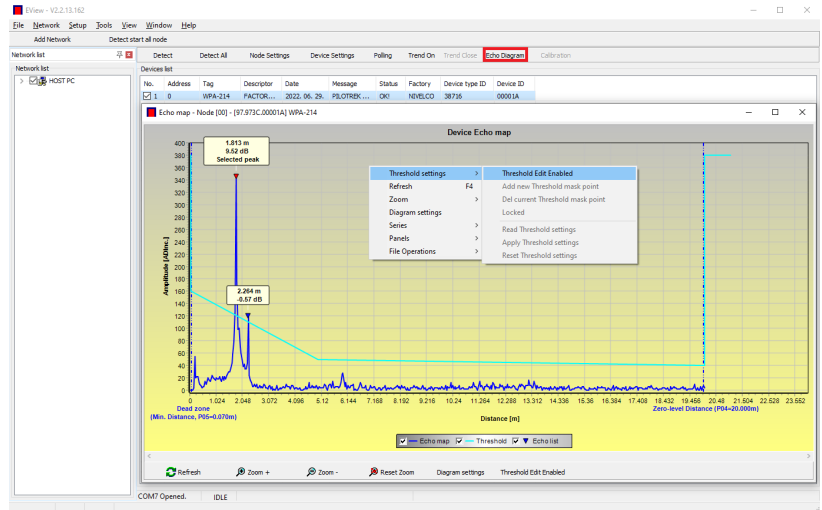 EView - V2.2.13.162
File Network Setup Tools View Window Help
Add Network Detect start all node
Network list
Network list
HOST PC
Detect Detect All Node Settings Device Settings Polling Trend On Trend Close Echo Diagram Calibration
Devices list
No. Address Tag Descriptor Date Message Status Factory Device type ID Device ID
1 0 WPA-214 FACTOR... 2022. 06. 29. PILOTREK ... OK! NIVELCO 38716 00001A
Echo map - Node [00] - [97.973C.00001A] WPA-214
Device Echo map
1.813 m
9.52 dB
Selected peak
2.264 m
-0.57 dB
Threshold settings
Refresh F4
Zoom
Diagram settings
Series
Panels
File Operations
Threshold Edit Enabled
Add new Threshold mask point
Del current Threshold mask point
Locked
Read Threshold settings
Apply Threshold settings
Reset Threshold settings
Amplitude [ADinc.]
400
380
360
340
320
300
280
260
240
220
200
180
160
140
120
100
80
60
40
20
0
0 1.024 2.048 3.072 4.096 5.12 6.144 7.168 8.192 9.216 10.24 11.264 12.288 13.312 14.336 15.36 16.384 17.408 18.432 19.456 20.48 21.504 22.528 23.552
Dead zone
(Min. Distance, P05=0.070m)
Zero-level Distance (P04=20.000m)
Distance [m]
Echo map Threshold Echo list
Refresh Zoom + Zoom - Reset Zoom Diagram settings Threshold Edit Enabled
COM7 Opened. IDLE